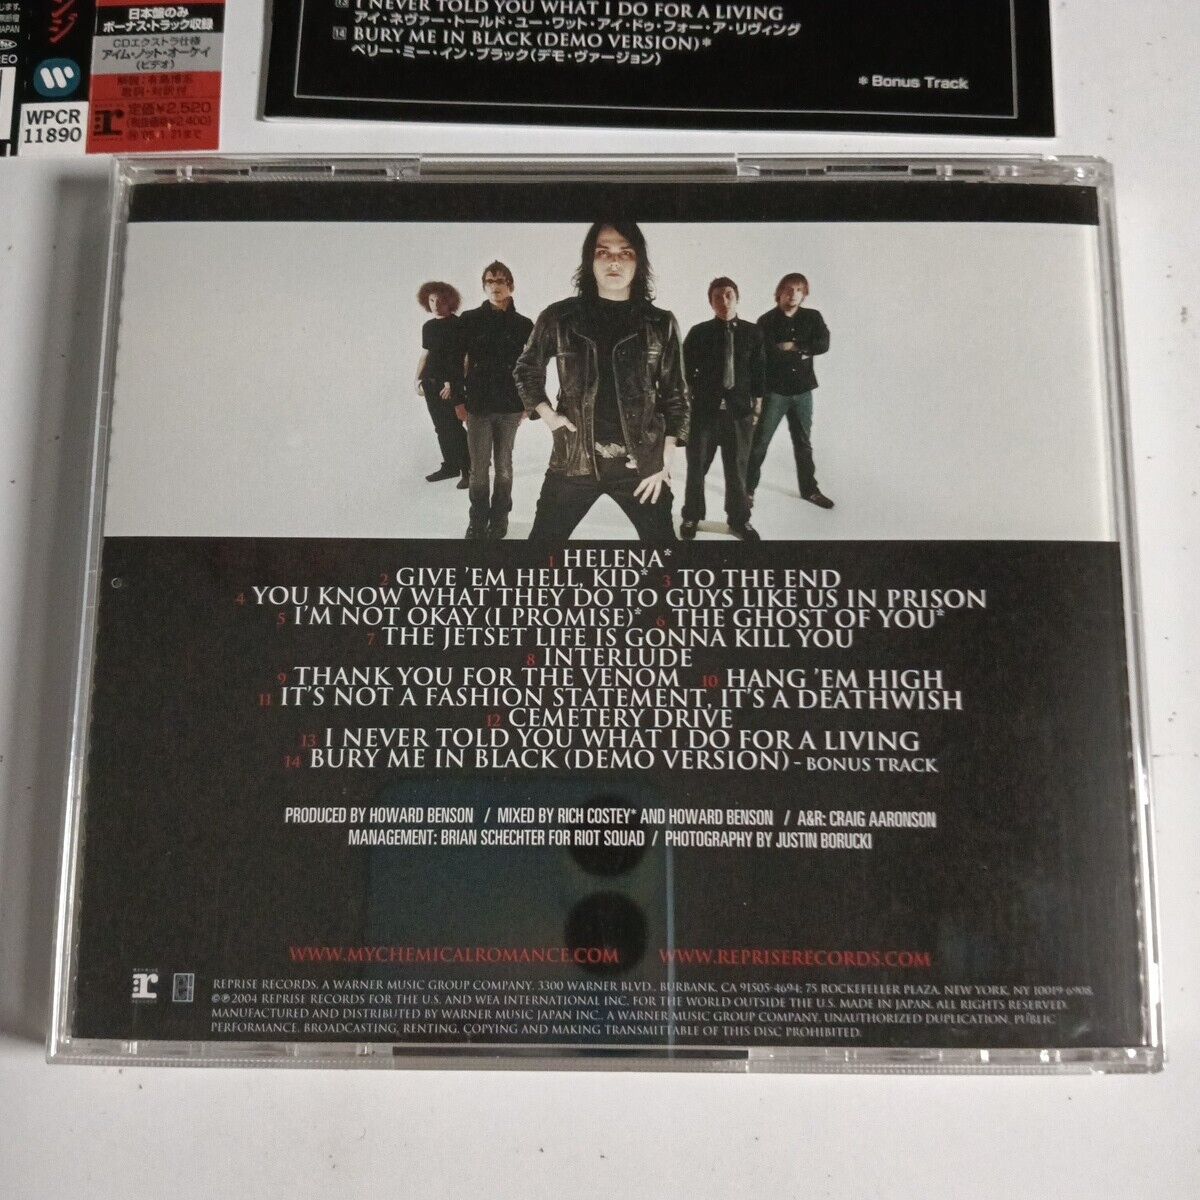 ンジ
STEREO
WPCR
11890
日本盤のみ
ボーナス・トラック収録
CDエクストラ仕様
アイム・ノット・オーケイ
(ビデオ)
定価¥2,520
(税抜価格¥2,400)
13 I NEVER TOLD YOU WHAT I DO FOR A LIVING
アイ・ネヴァー・トールド・ユー・ワット・アイ・ドゥ・フォー・ア・リヴィング
14 BURY ME IN BLACK (DEMO VERSION)*
ベリー・ミー・イン・ブラック(デモ・ヴァージョン)
* Bonus Track
1 HELENA*
2 GIVE 'EM HELL, KID* 3 TO THE END
4 YOU KNOW WHAT THEY DO TO GUYS LIKE US IN PRISON
5 I'M NOT OKAY (I PROMISE)* 6 THE GHOST OF YOU*
7 THE JETSET LIFE IS GONNA KILL YOU
8 INTERLUDE
9 THANK YOU FOR THE VENOM 10 HANG 'EM HIGH
11 IT'S NOT A FASHION STATEMENT, IT'S A DEATHWISH
12 CEMETERY DRIVE
13 I NEVER TOLD YOU WHAT I DO FOR A LIVING
14 BURY ME IN BLACK (DEMO VERSION) - BONUS TRACK
PRODUCED BY HOWARD BENSON / MIXED BY RICH COSTEY* AND HOWARD BENSON / A&R: CRAIG AARONSON
MANAGEMENT: BRIAN SCHECHTER FOR RIOT SQUAD / PHOTOGRAPHY BY JUSTIN BORUCKI
WWW.MYCHEMICALROMANCE.COM WWW.REPRISERECORDS.COM
REPRISE RECORDS, A WARNER MUSIC GROUP COMPANY, 3300 WARNER BLVD., BURBANK, CA 91505-4694; 75 ROCKEFELLER PLAZA, NEW YORK, NY 10019-6908.
©℗ 2004 REPRISE RECORDS FOR THE U.S. AND WEA INTERNATIONAL INC. FOR THE WORLD OUTSIDE THE U.S. MADE IN JAPAN. ALL RIGHTS RESERVED.
MANUFACTURED AND DISTRIBUTED BY WARNER MUSIC JAPAN INC., A WARNER MUSIC GROUP COMPANY, UNAUTHORIZED DUPLICATION, PUBLIC
PERFORMANCE, BROADCASTING, RENTING, COPYING AND MAKING TRANSMITTABLE OF THIS DISC PROHIBITED.